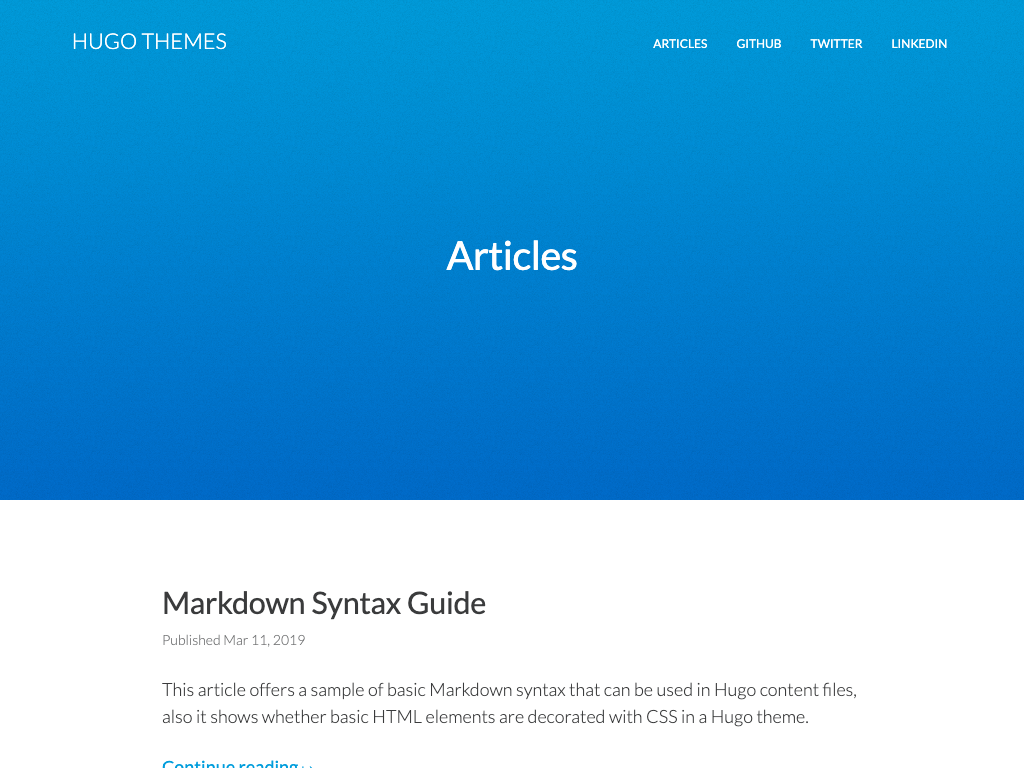 HUGO THEMES
ARTICLES GITHUB TWITTER LINKEDIN
Articles
Markdown Syntax Guide
Published Mar 11, 2019
This article offers a sample of basic Markdown syntax that can be used in Hugo content files,
also it shows whether basic HTML elements are decorated with CSS in a Hugo theme.
Continue reading